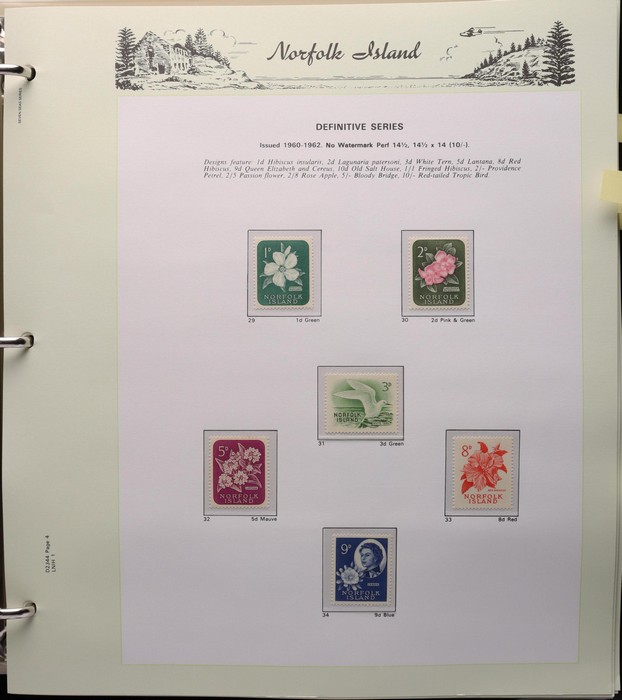 Norfolk Island
DEFINITIVE SERIES
Issued 1960-1962. No Watermark Perf 14½, 14½ x 14 (10/-).
Designs feature: 1d Hibiscus insularis, 2d Lagunaria patersoni, 3d White Tern, 5d Lantana, 8d Red
Hibiscus, 9d Queen Elizabeth and Cereus, 10d Old Salt House, 1/1 Fringed Hibiscus, 2/- Providence
Petrel, 2/5 Passion flower, 2/8 Rose Apple, 5/- Bloody Bridge, 10/- Red-tailed Tropic Bird.
1D
NORFOLK
ISLAND
29 1d Green
2D
NORFOLK
ISLAND
30 2d Pink & Green
3D
NORFOLK
ISLAND
31 3d Green
5D
NORFOLK
ISLAND
32 5d Mauve
8D
NORFOLK
ISLAND
33 8d Red
9D
NORFOLK
ISLAND
34 9d Blue
D2244 Page 4